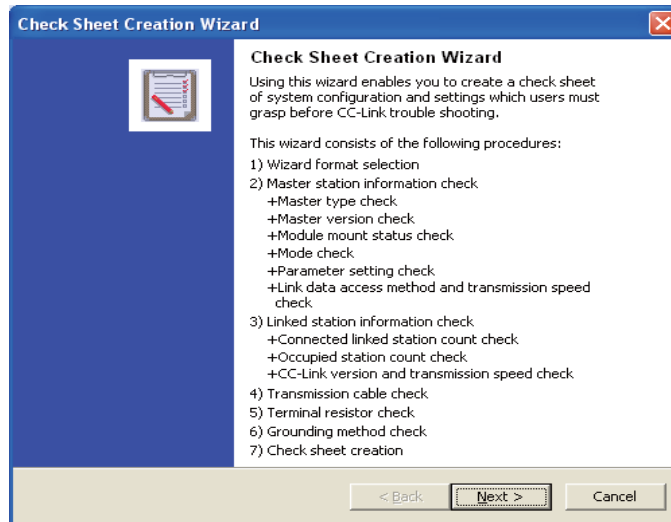 Check Sheet Creation Wizard
Check Sheet Creation Wizard
Using this wizard enables you to create a check sheet
of system configuration and settings which users must
grasp before CC-Link trouble shooting.
This wizard consists of the following procedures:
1) Wizard format selection
2) Master station information check
+Master type check
+Master version check
+Module mount status check
+Mode check
+Parameter setting check
+Link data access method and transmission speed
check
3) Linked station information check
+Connected linked station count check
+Occupied station count check
+CC-Link version and transmission speed check
4) Transmission cable check
5) Terminal resistor check
6) Grounding method check
7) Check sheet creation
< Back Next > Cancel